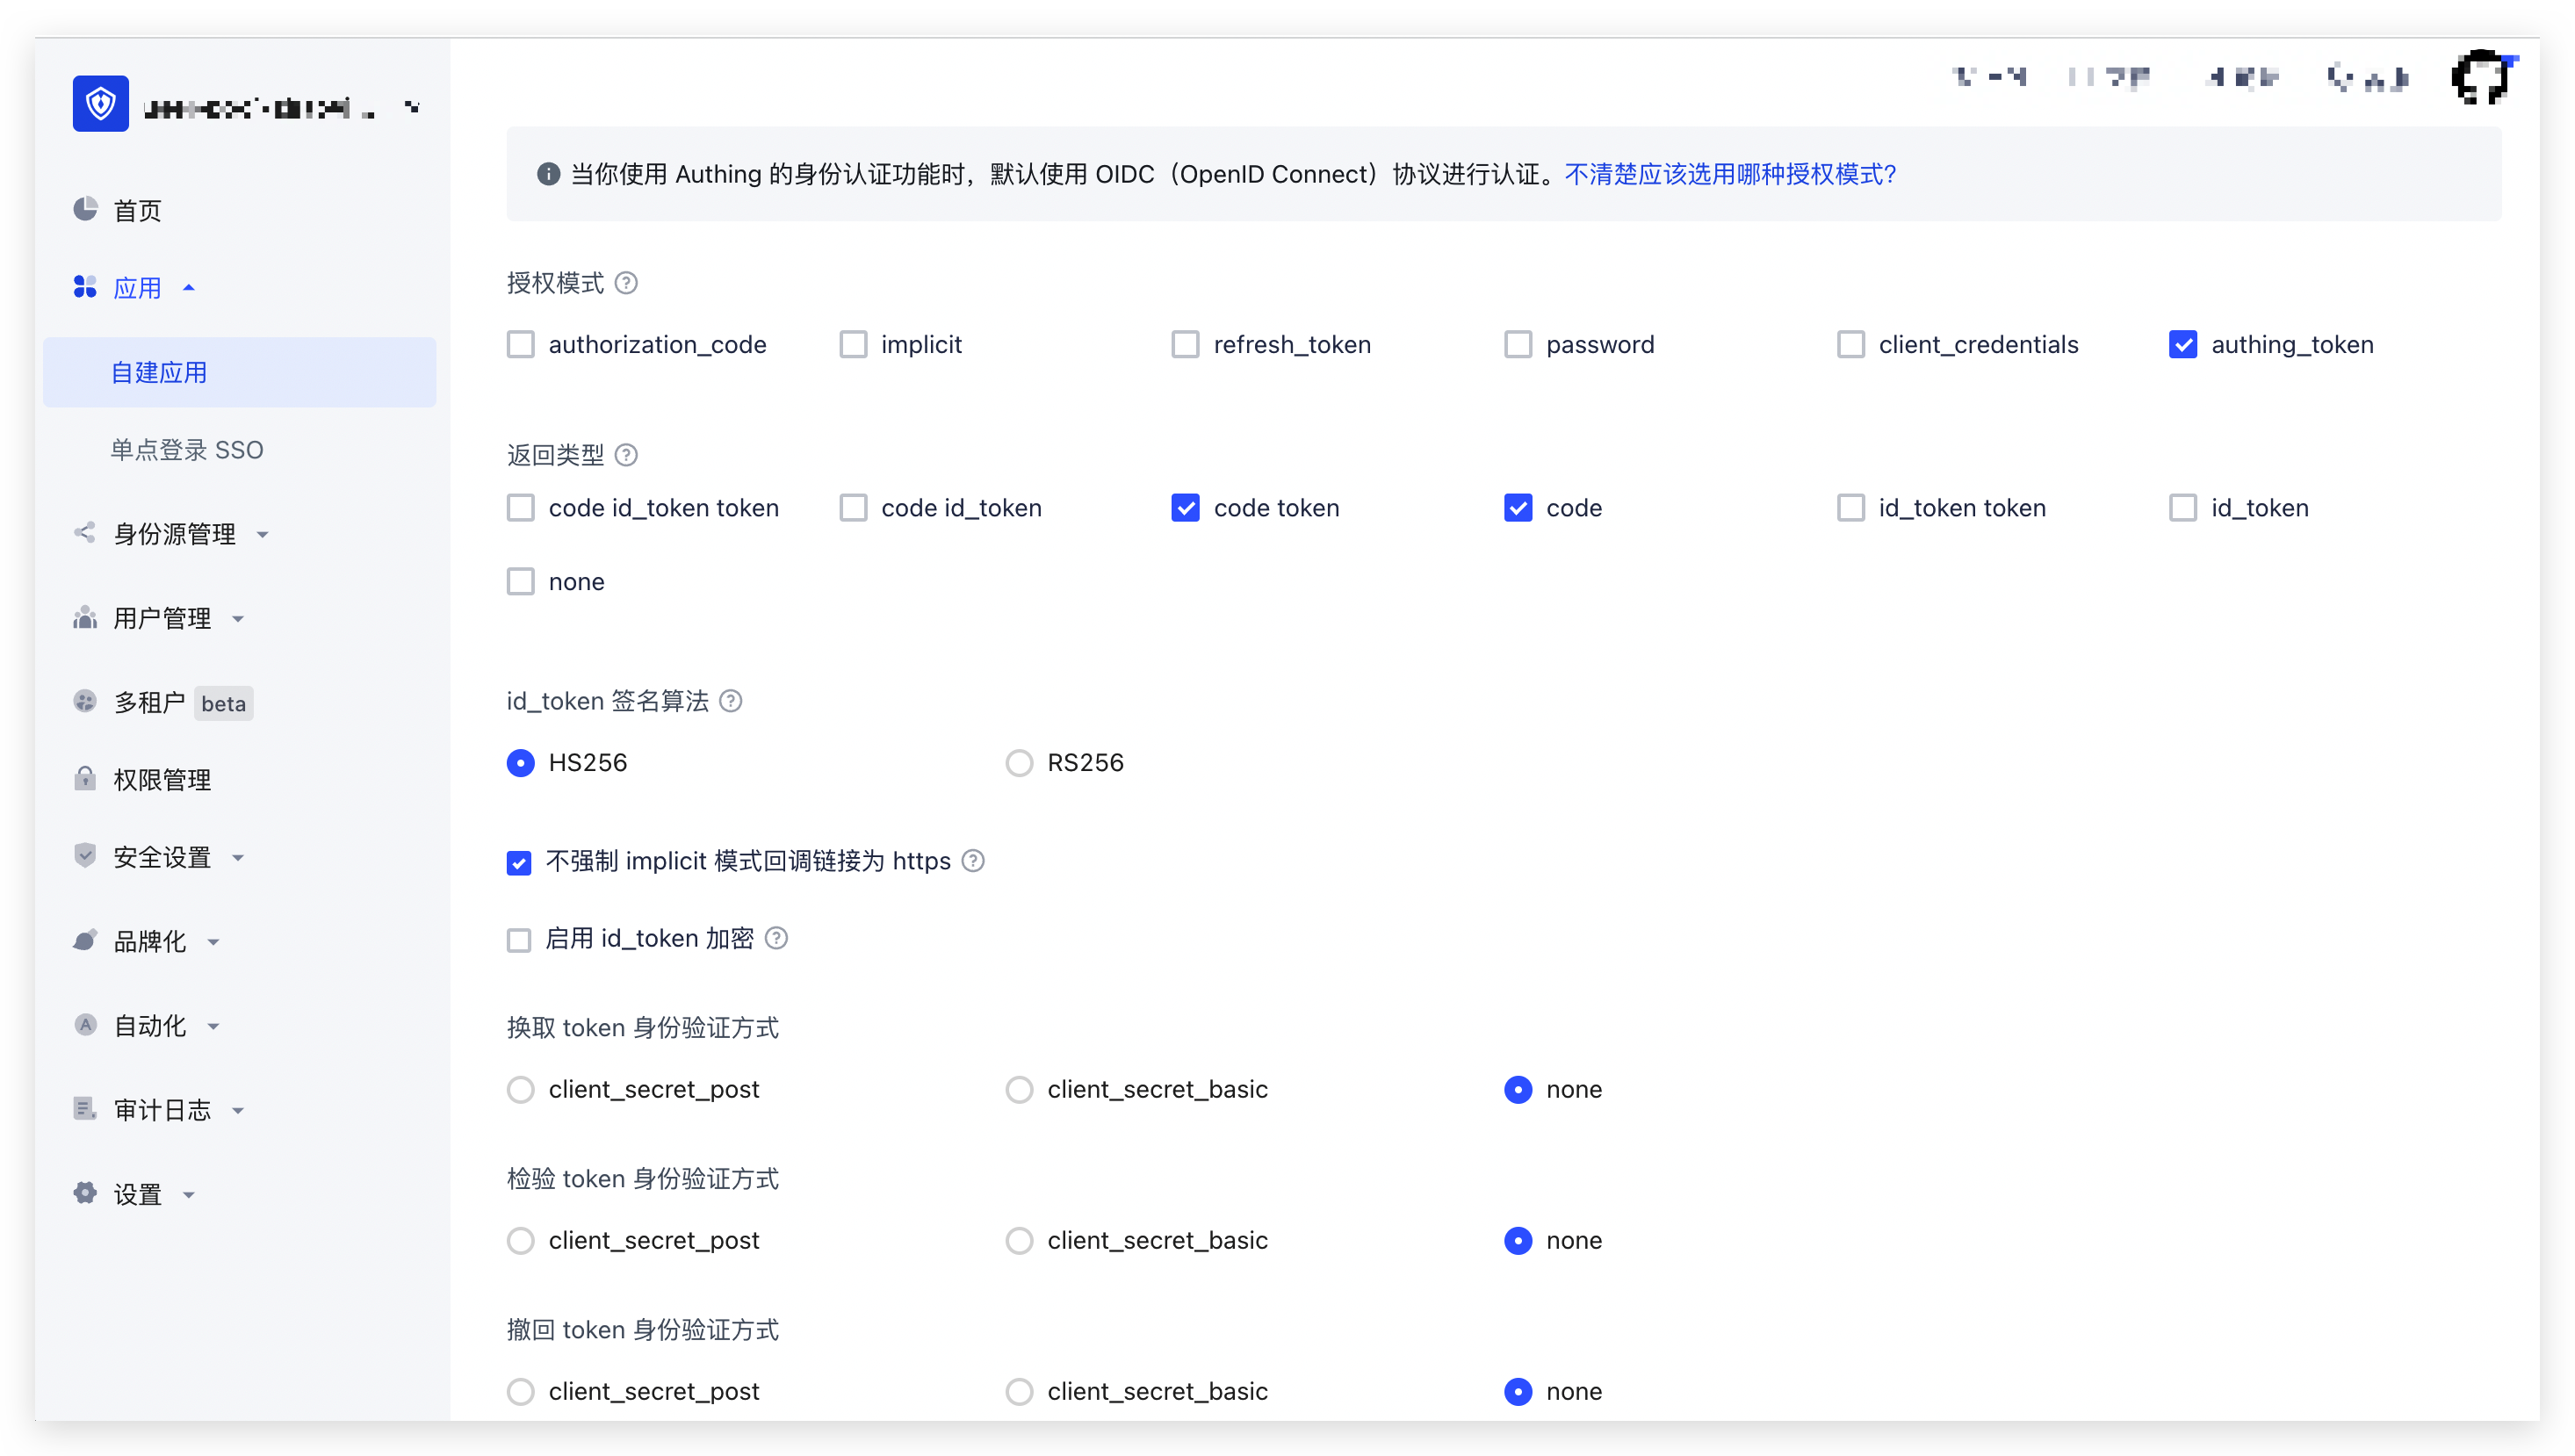 首页
应用
自建应用
单点登录 SSO
身份源管理
用户管理
多租户 beta
权限管理
安全设置
品牌化
自动化
审计日志
设置
当你使用 Authing 的身份认证功能时，默认使用 OIDC（OpenID Connect）协议进行认证。不清楚应该选用哪种授权模式?
授权模式
authorization_code implicit refresh_token password client_credentials authing_token
返回类型
code id_token token code id_token code token code id_token token id_token
none
id_token 签名算法
HS256 RS256
不强制 implicit 模式回调链接为 https
启用 id_token 加密
换取 token 身份验证方式
client_secret_post client_secret_basic none
检验 token 身份验证方式
client_secret_post client_secret_basic none
撤回 token 身份验证方式
client_secret_post client_secret_basic none